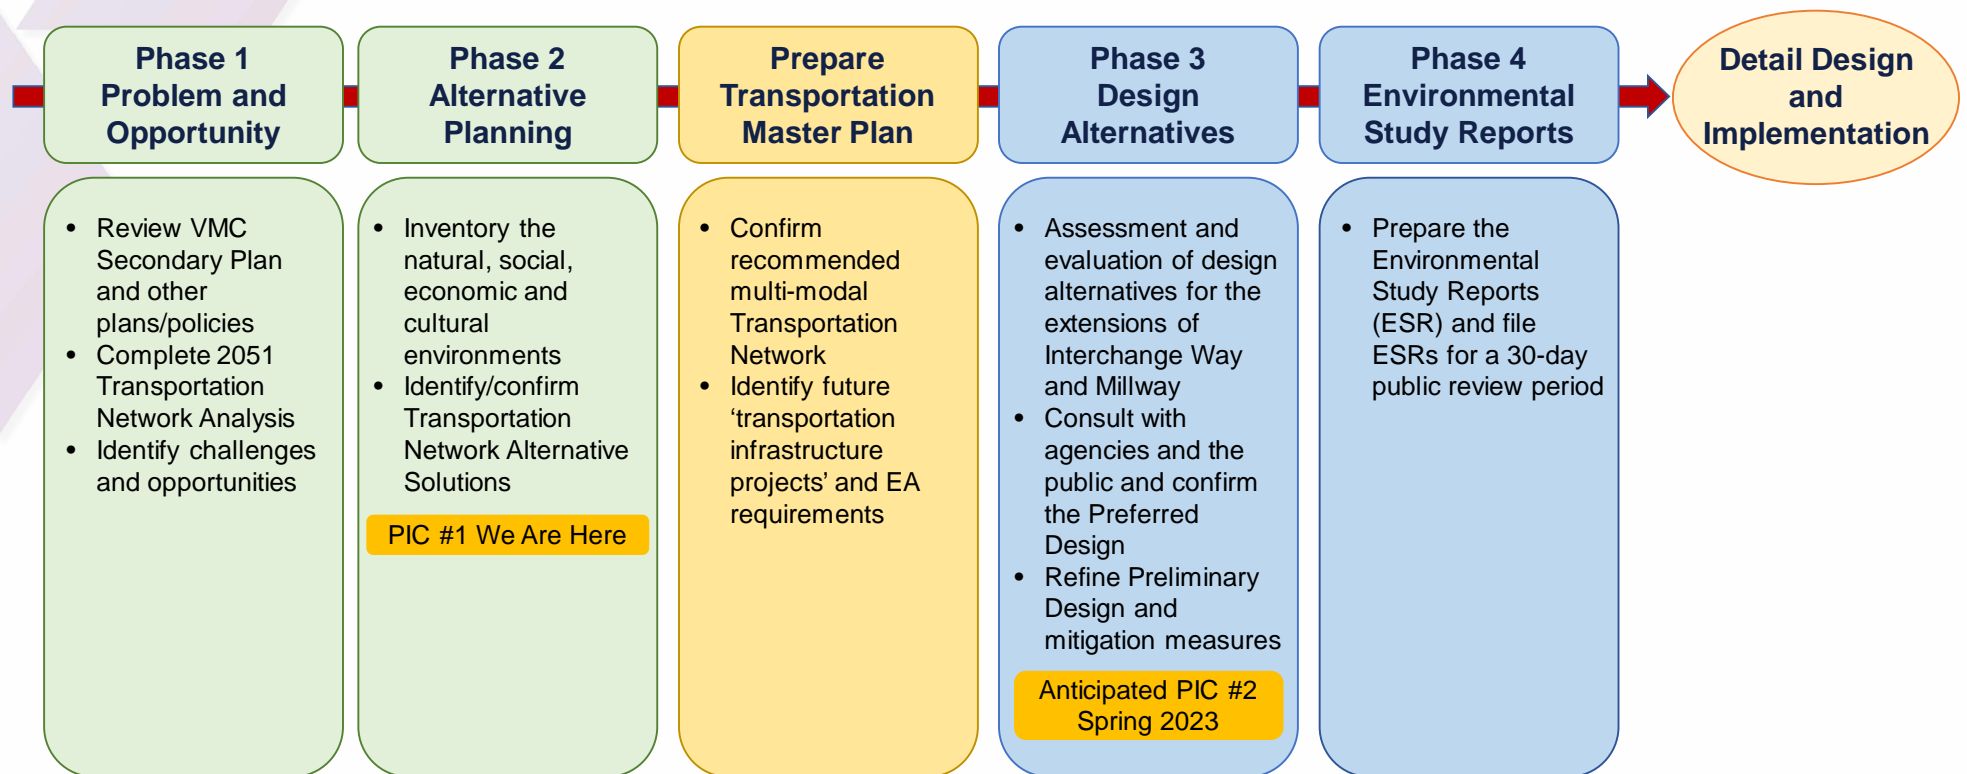 Phase 1
Problem and
Opportunity
Phase 2
Alternative
Planning
Prepare
Transportation
Master Plan
Phase 3
Design
Alternatives
Phase 4
Environmental
Study Reports
Detail Design
and
Implementation
• Review VMC
Secondary Plan
and other
plans/policies
• Complete 2051
Transportation
Network Analysis
• Identify challenges
and opportunities
• Inventory the
natural, social,
economic and
cultural
environments
• Identify/confirm
Transportation
Network Alternative
Solutions
PIC #1 We Are Here
• Confirm
recommended
multi-modal
Transportation
Network
• Identify future
‘transportation
infrastructure
projects’ and EA
requirements
• Assessment and
evaluation of design
alternatives for the
extensions of
Interchange Way
and Millway
• Consult with
agencies and the
public and confirm
the Preferred
Design
• Refine Preliminary
Design and
mitigation measures
Anticipated PIC #2
Spring 2023
• Prepare the
Environmental
Study Reports
(ESR) and file
ESRs for a 30-day
public review period